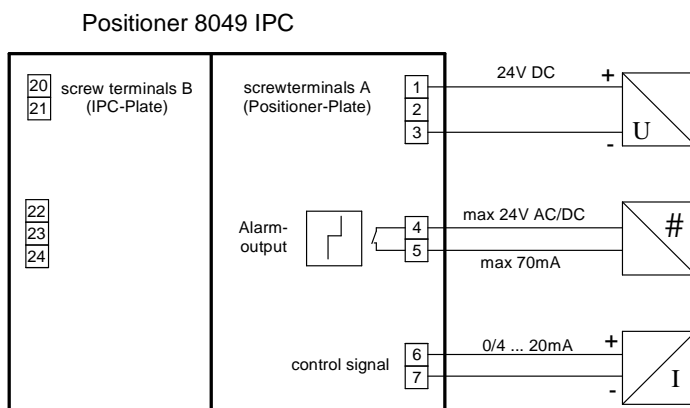 Positioner 8049 IPC
20
21
screw terminals B
(IPC-Plate)
22
23
24
screwterminals A
(Positioner-Plate)
1
2
3
24V DC
+
-
U
Alarm-
output
4
5
max 24V AC/DC
max 70mA
#
control signal
6
7
0/4 ... 20mA
+
-
I